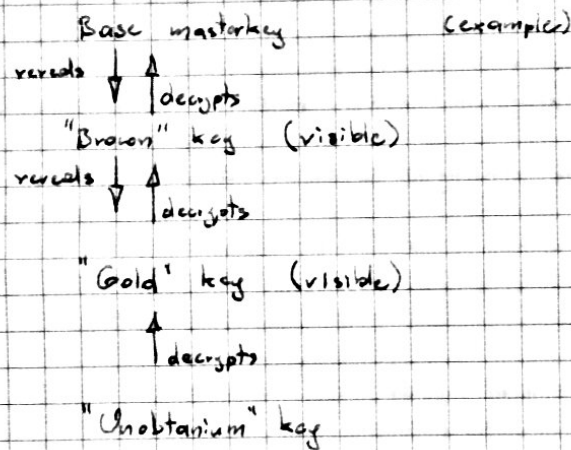 Base masterkey (example)
reveals
decrypts
"Brown" key (visible)
reveals
decrypts
"Gold" key (visible)
decrypts
"Unobtanium" key